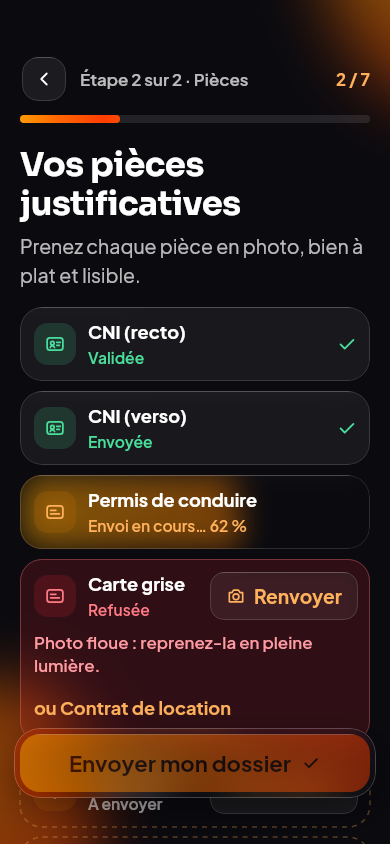 Étape 2 sur 2 · Pièces
2 / 7
Vos pièces
justificatives
Prenez chaque pièce en photo, bien à
plat et lisible.
CNI (recto)
Validée
CNI (verso)
Envoyée
Permis de conduire
Envoi en cours… 62 %
Carte grise
Refusée
Renvoyer
Photo floue : reprenez-la en pleine
lumière.
ou Contrat de location
Envoyer mon dossier
À envoyer